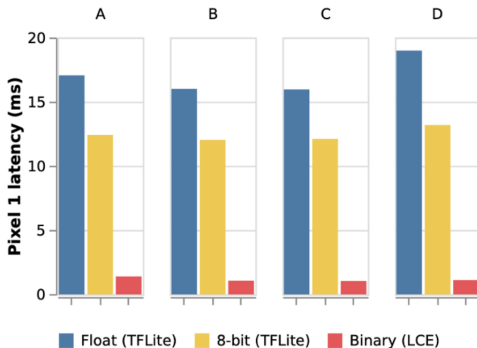 A B C D
20
15
10
5
0
Pixel 1 latency (ms)
Float (TFLite) 8-bit (TFLite) Binary (LCE)